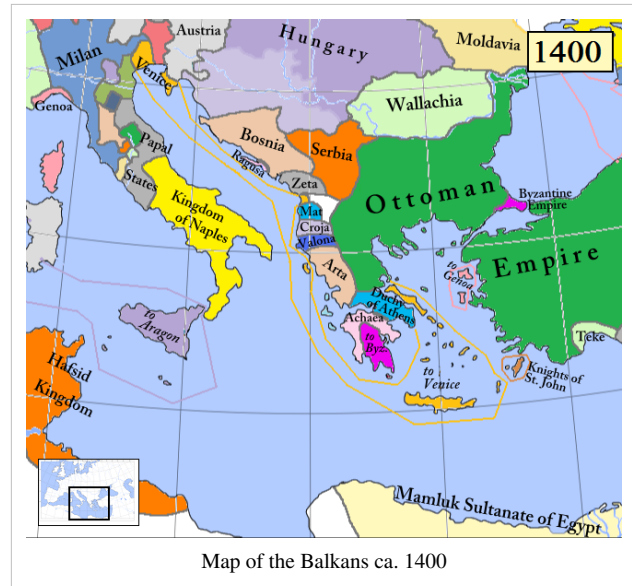 Austria
Hungary
Moldavia
1400
Milan
Venice
Genoa
Wallachia
Papal
States
Bosnia
Serbia
Ragusa
Zeta
Kingdom
of Naples
Mat
Croja
Valona
Arta
Ottoman
Empire
Byzantine
Empire
to
Genoa
Duchy
of Athens
Achaea
to
Byz.
to
Aragon
Teke
Hafsid
Kingdom
to
Venice
Knights of
St. John
Mamluk Sultanate of Egypt
Map of the Balkans ca. 1400